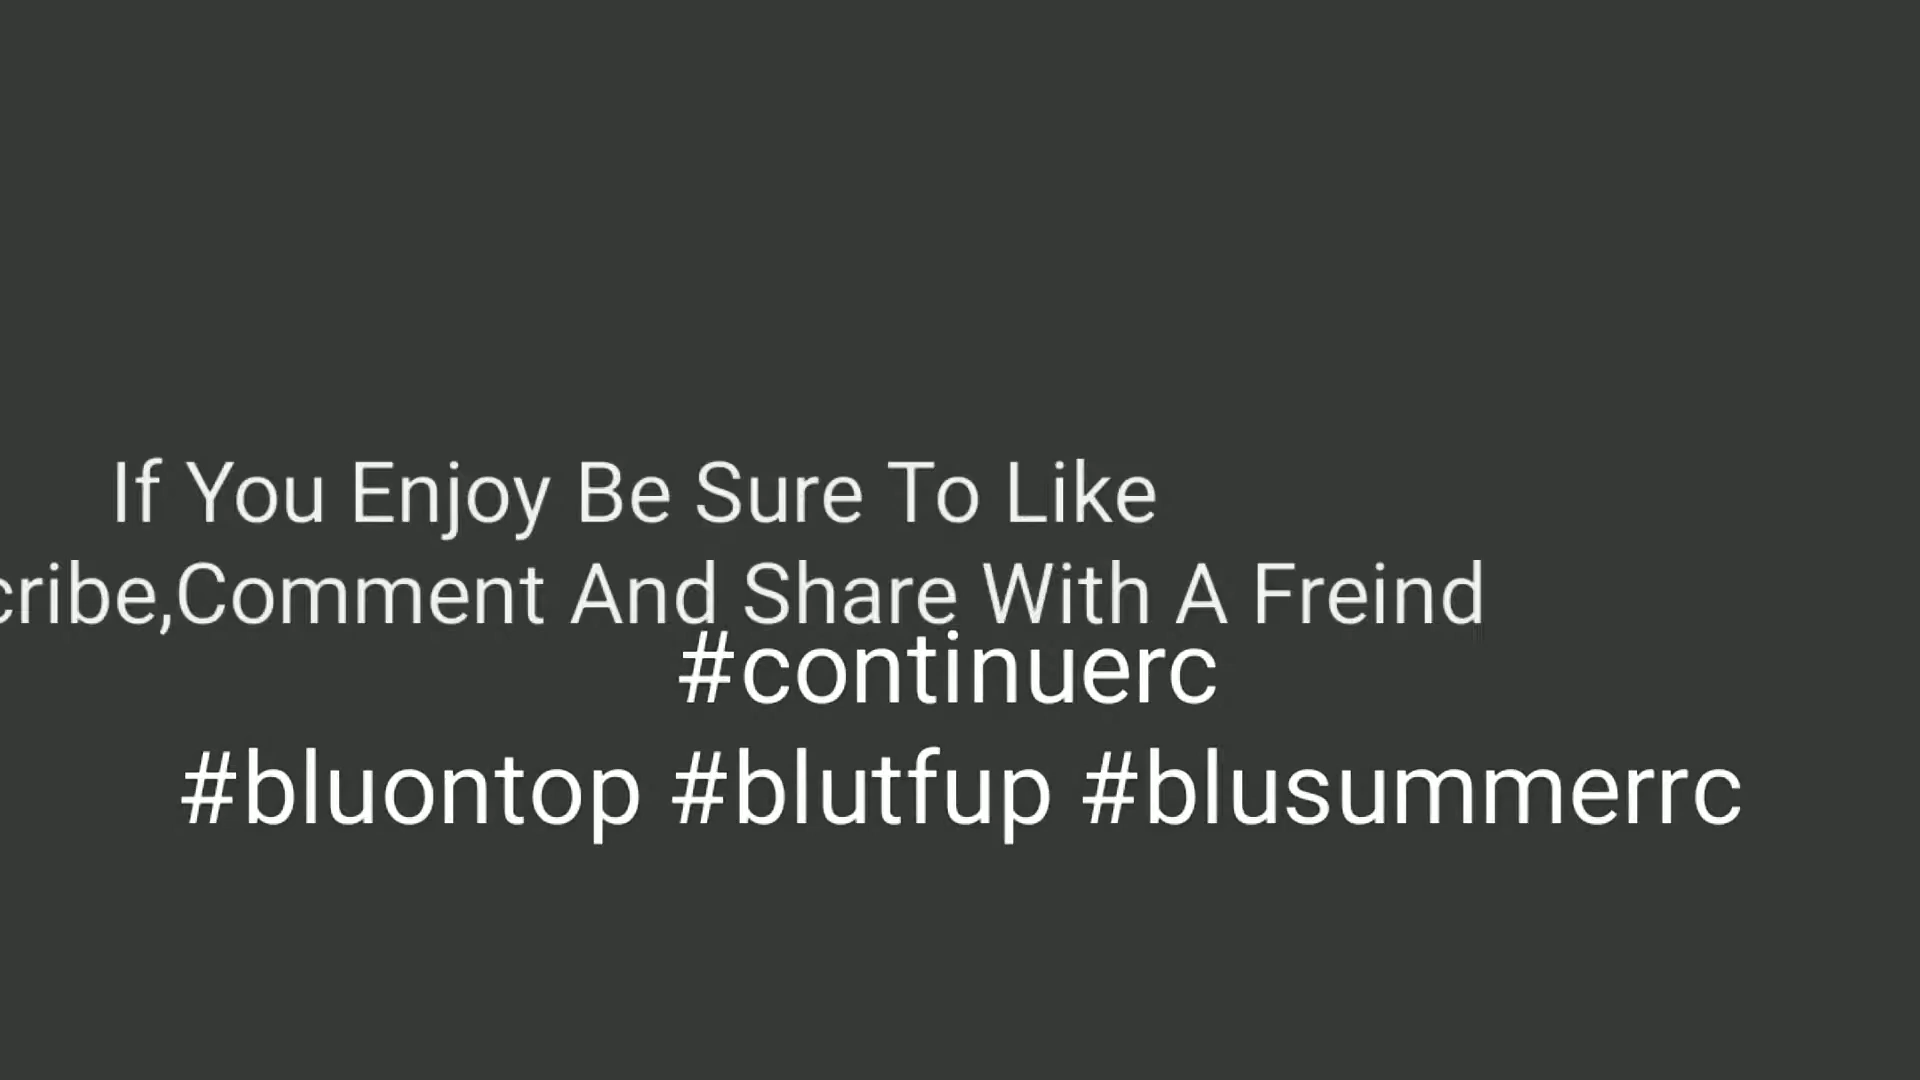 If You Enjoy Be Sure To Like
cribe,Comment And Share With A Freind
#continuerc
#bluontop #blutfup #blusummerrc